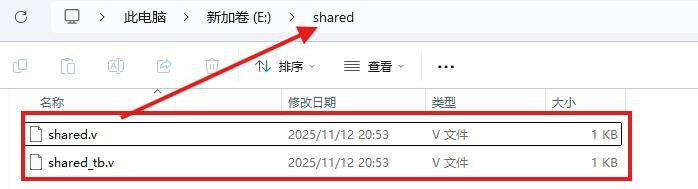 此电脑 > 新加卷 (E:) > shared
排序 查看 ...
名称 修改日期 类型 大小
shared.v 2025/11/12 20:53 V 文件 1 KB
shared_tb.v 2025/11/12 20:53 V 文件 1 KB